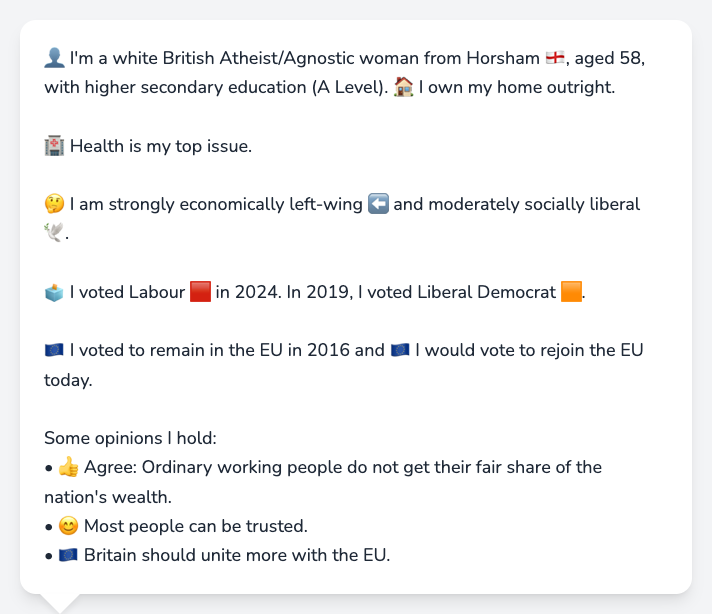 👤 I'm a white British Atheist/Agnostic woman from Horsham 🏴󠁧󠁢󠁥󠁮󠁧󠁿, aged 58,
with higher secondary education (A Level). 🏠 I own my home outright.
🏥 Health is my top issue.
🤔 I am strongly economically left-wing ⬅️ and moderately socially liberal
🕊️.
🗳️ I voted Labour 🟥 in 2024. In 2019, I voted Liberal Democrat 🟧.
🇪🇺 I voted to remain in the EU in 2016 and 🇪🇺 I would vote to rejoin the EU
today.
Some opinions I hold:
• 👍 Agree: Ordinary working people do not get their fair share of the
nation's wealth.
• 😊 Most people can be trusted.
• 🇪🇺 Britain should unite more with the EU.